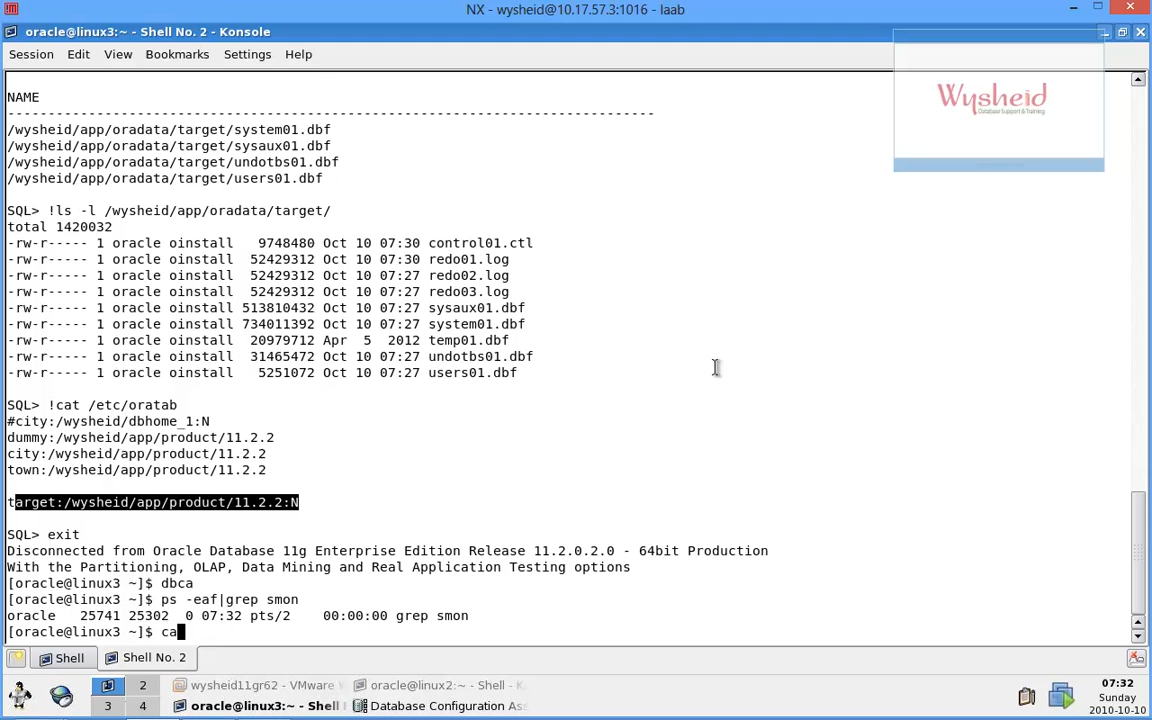 NX - wysheid@10.17.57.3:1016 - laab
oracle@linux3:~ - Shell No. 2 - Konsole
Session Edit View Bookmarks Settings Help
Wysheid
Database Support & Training
NAME
--------------------------------------------------------------------------------
/wysheid/app/oradata/target/system01.dbf
/wysheid/app/oradata/target/sysaux01.dbf
/wysheid/app/oradata/target/undotbs01.dbf
/wysheid/app/oradata/target/users01.dbf
SQL> !ls -l /wysheid/app/oradata/target/
total 1420032
-rw-r----- 1 oracle oinstall   9748480 Oct 10 07:30 control01.ctl
-rw-r----- 1 oracle oinstall  52429312 Oct 10 07:30 redo01.log
-rw-r----- 1 oracle oinstall  52429312 Oct 10 07:27 redo02.log
-rw-r----- 1 oracle oinstall  52429312 Oct 10 07:27 redo03.log
-rw-r----- 1 oracle oinstall 513810432 Oct 10 07:27 sysaux01.dbf
-rw-r----- 1 oracle oinstall 734011392 Oct 10 07:27 system01.dbf
-rw-r----- 1 oracle oinstall  20979712 Apr  5  2012 temp01.dbf
-rw-r----- 1 oracle oinstall  31465472 Oct 10 07:27 undotbs01.dbf
-rw-r----- 1 oracle oinstall   5251072 Oct 10 07:27 users01.dbf
SQL> !cat /etc/oratab
#city:/wysheid/dbhome_1:N
dummy:/wysheid/app/product/11.2.2
city:/wysheid/app/product/11.2.2
town:/wysheid/app/product/11.2.2
target:/wysheid/app/product/11.2.2:N
SQL> exit
Disconnected from Oracle Database 11g Enterprise Edition Release 11.2.0.2.0 - 64bit Production
With the Partitioning, OLAP, Data Mining and Real Application Testing options
[oracle@linux3 ~]$ dbca
[oracle@linux3 ~]$ ps -eaf|grep smon
oracle   25741 25302  0 07:32 pts/2    00:00:00 grep smon
[oracle@linux3 ~]$ ca
Shell Shell No. 2
2 wysheid11gr62 - VMware oracle@linux2:~ - Shell - K 07:32
Sunday
3 4 oracle@linux3:~ - Shell Database Configuration Ass 2010-10-10